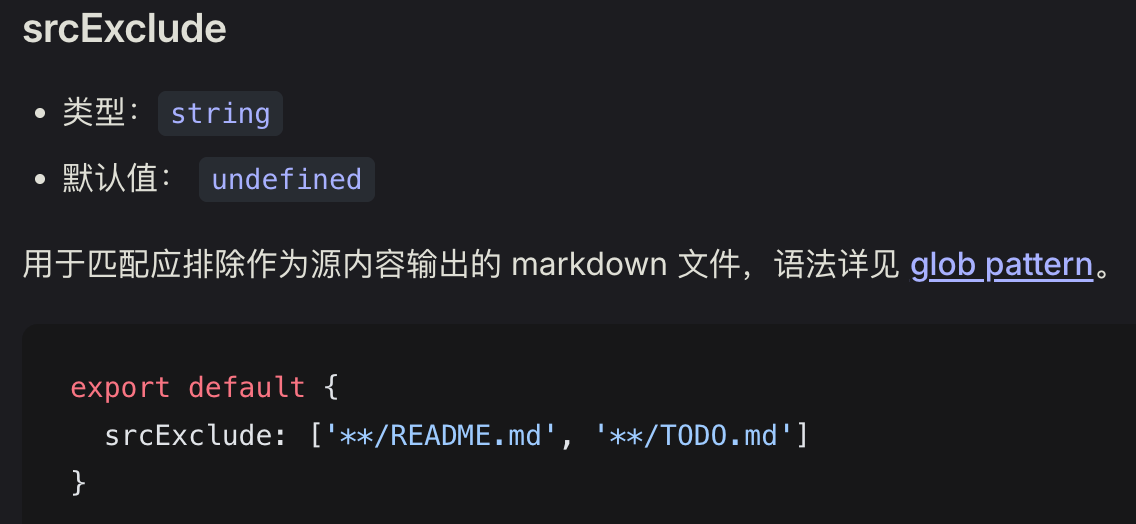 srcExclude
• 类型： string
• 默认值： undefined
用于匹配应排除作为源内容输出的 markdown 文件，语法详见 glob pattern。
export default {
  srcExclude: ['**/README.md', '**/TODO.md']
}